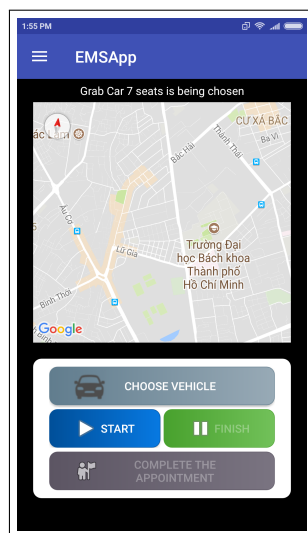 1:55 PM
EMSApp
Grab Car 7 seats is being chosen
CƯ XÁ BẮC
Ba Vì
Thành Thái
Bắc Hải
Âu Cơ
Lữ Gia
Trường Đại
học Bách khoa
Thành phố
Hồ Chí Minh
Bình Thới
Google
CHOOSE VEHICLE
START
FINISH
COMPLETE THE
APPOINTMENT